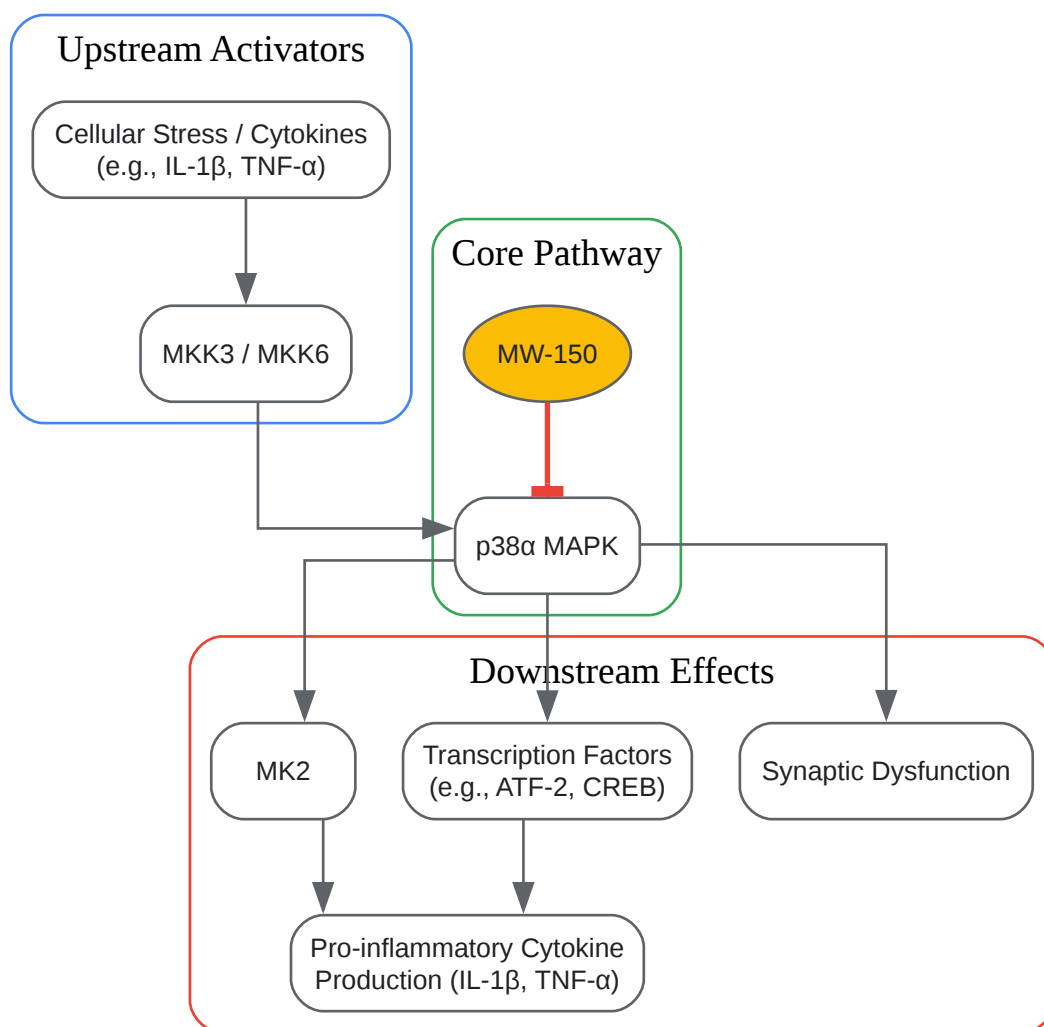 Upstream Activators
Cellular Stress / Cytokines
(e.g., IL-1β, TNF-α)
MKK3 / MKK6
Core Pathway
MW-150
p38α MAPK
Downstream Effects
MK2
Transcription Factors
(e.g., ATF-2, CREB)
Synaptic Dysfunction
Pro-inflammatory Cytokine
Production (IL-1β, TNF-α)